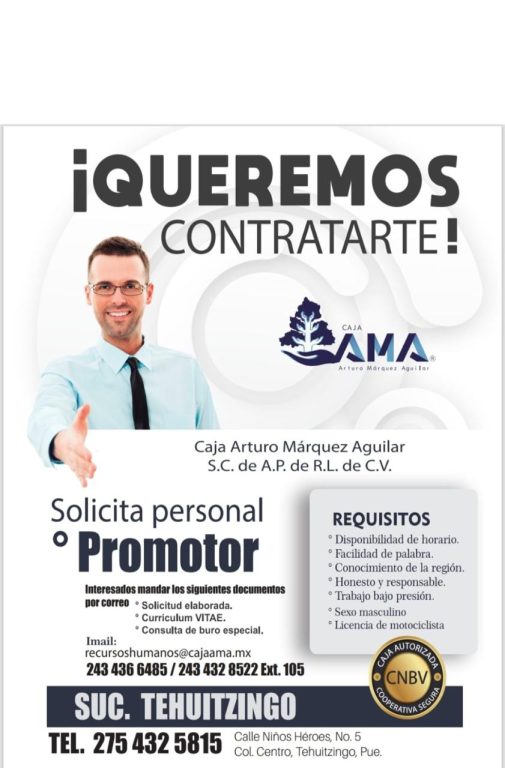 ¡QUEREMOS
CONTRATARTE!
CAJA
AMA®
Arturo Márquez Aguilar
Caja Arturo Márquez Aguilar
S.C. de A.P. de R.L. de C.V.
Solicita personal
° Promotor
Interesados mandar los siguientes documentos
por correo
° Solicitud elaborada.
° Curriculum VITAE.
° Consulta de buro especial.
Imail:
recursoshumanos@cajaama.mx
243 436 6485 / 243 432 8522 Ext. 105
REQUISITOS
° Disponibilidad de horario.
° Facilidad de palabra.
° Conocimiento de la región.
° Honesto y responsable.
° Trabajo bajo presión.
° Sexo masculino
° Licencia de motociclista
CAJA AUTORIZADA
CNBV
COOPERATIVA SEGURA
SUC. TEHUITZINGO
TEL. 275 432 5815
Calle Niños Héroes, No. 5
Col. Centro, Tehuitzingo, Pue.